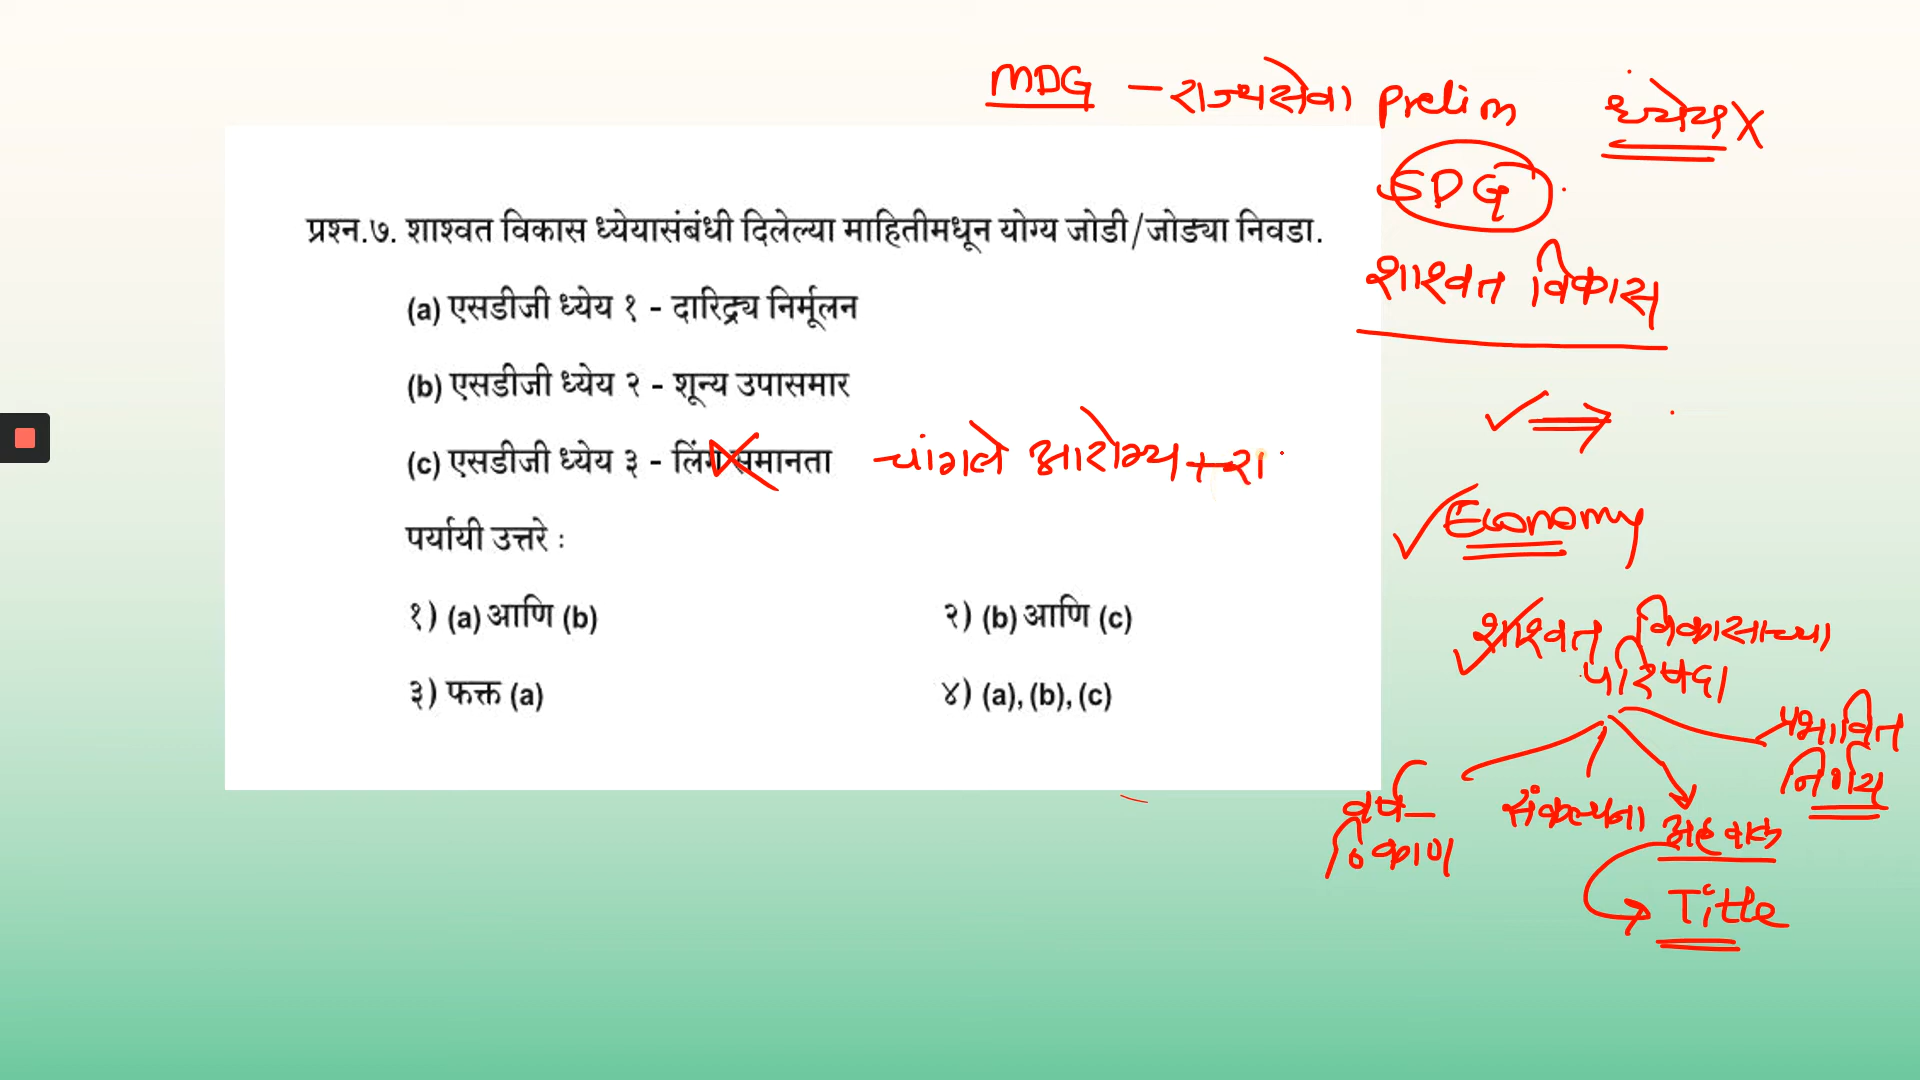 MDG – राज्यसेवा prelim
ध्येय X
SDG
प्रश्न.७. शाश्वत विकास ध्येयासंबंधी दिलेल्या माहितीमधून योग्य जोडी/जोड्या निवडा.
शाश्वत विकास
(a) एसडीजी ध्येय १ - दारिद्र्य निर्मूलन
(b) एसडीजी ध्येय २ - शून्य उपासमार
(c) एसडीजी ध्येय ३ - लिंग समानता
चांगले आरोग्य +
Economy
पर्यायी उत्तरे :
१) (a) आणि (b)
२) (b) आणि (c)
३) फक्त (a)
४) (a), (b), (c)
शाश्वत विकासाच्या
परिषदा
वर्ष –
ठिकाण
संकल्पना
अहवाल
Title
प्रभावित
निर्णय